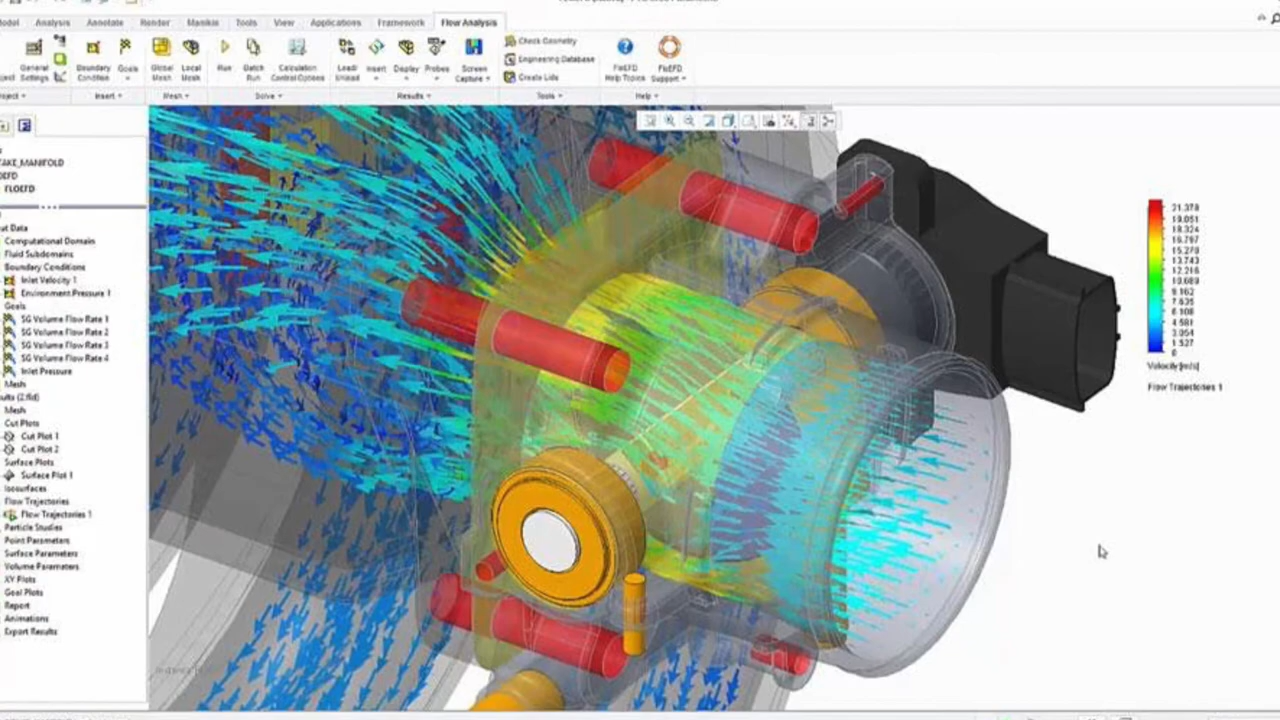 Analysis Annotate Render Manikin Tools View Applications Framework Flow Analysis
General Settings
Boundary Condition
Goals
Global Mesh
Local Mesh
Run
Batch Run
Calculation Control Options
Load/Unload
Insert
Display
Probes
Screen Capture
Check Geometry
Engineering Database
Create Lids
FloEFD Help Topics
FloEFD Support
Insert
Mesh
Solve
Results
Tools
Help
FLOEFD
Computational Domain
Fluid Subdomains
Boundary Conditions
Inlet Velocity 1
Environment Pressure 1
Goals
SG Volume Flow Rate 1
SG Volume Flow Rate 2
SG Volume Flow Rate 3
SG Volume Flow Rate 4
Inlet Pressure
Mesh
Mesh
Cut Plots
Cut Plot 1
Cut Plot 2
Surface Plots
Surface Plot 1
Isosurfaces
Flow Trajectories
Flow Trajectories 1
Particle Studies
Point Parameters
Surface Parameters
Volume Parameters
XY Plots
Goal Plots
Report
Animations
Export Results
21.378
19.851
18.324
16.797
15.270
13.743
12.216
10.689
9.162
7.635
6.108
4.581
3.054
1.527
0
Velocity [m/s]
Flow Trajectories 1